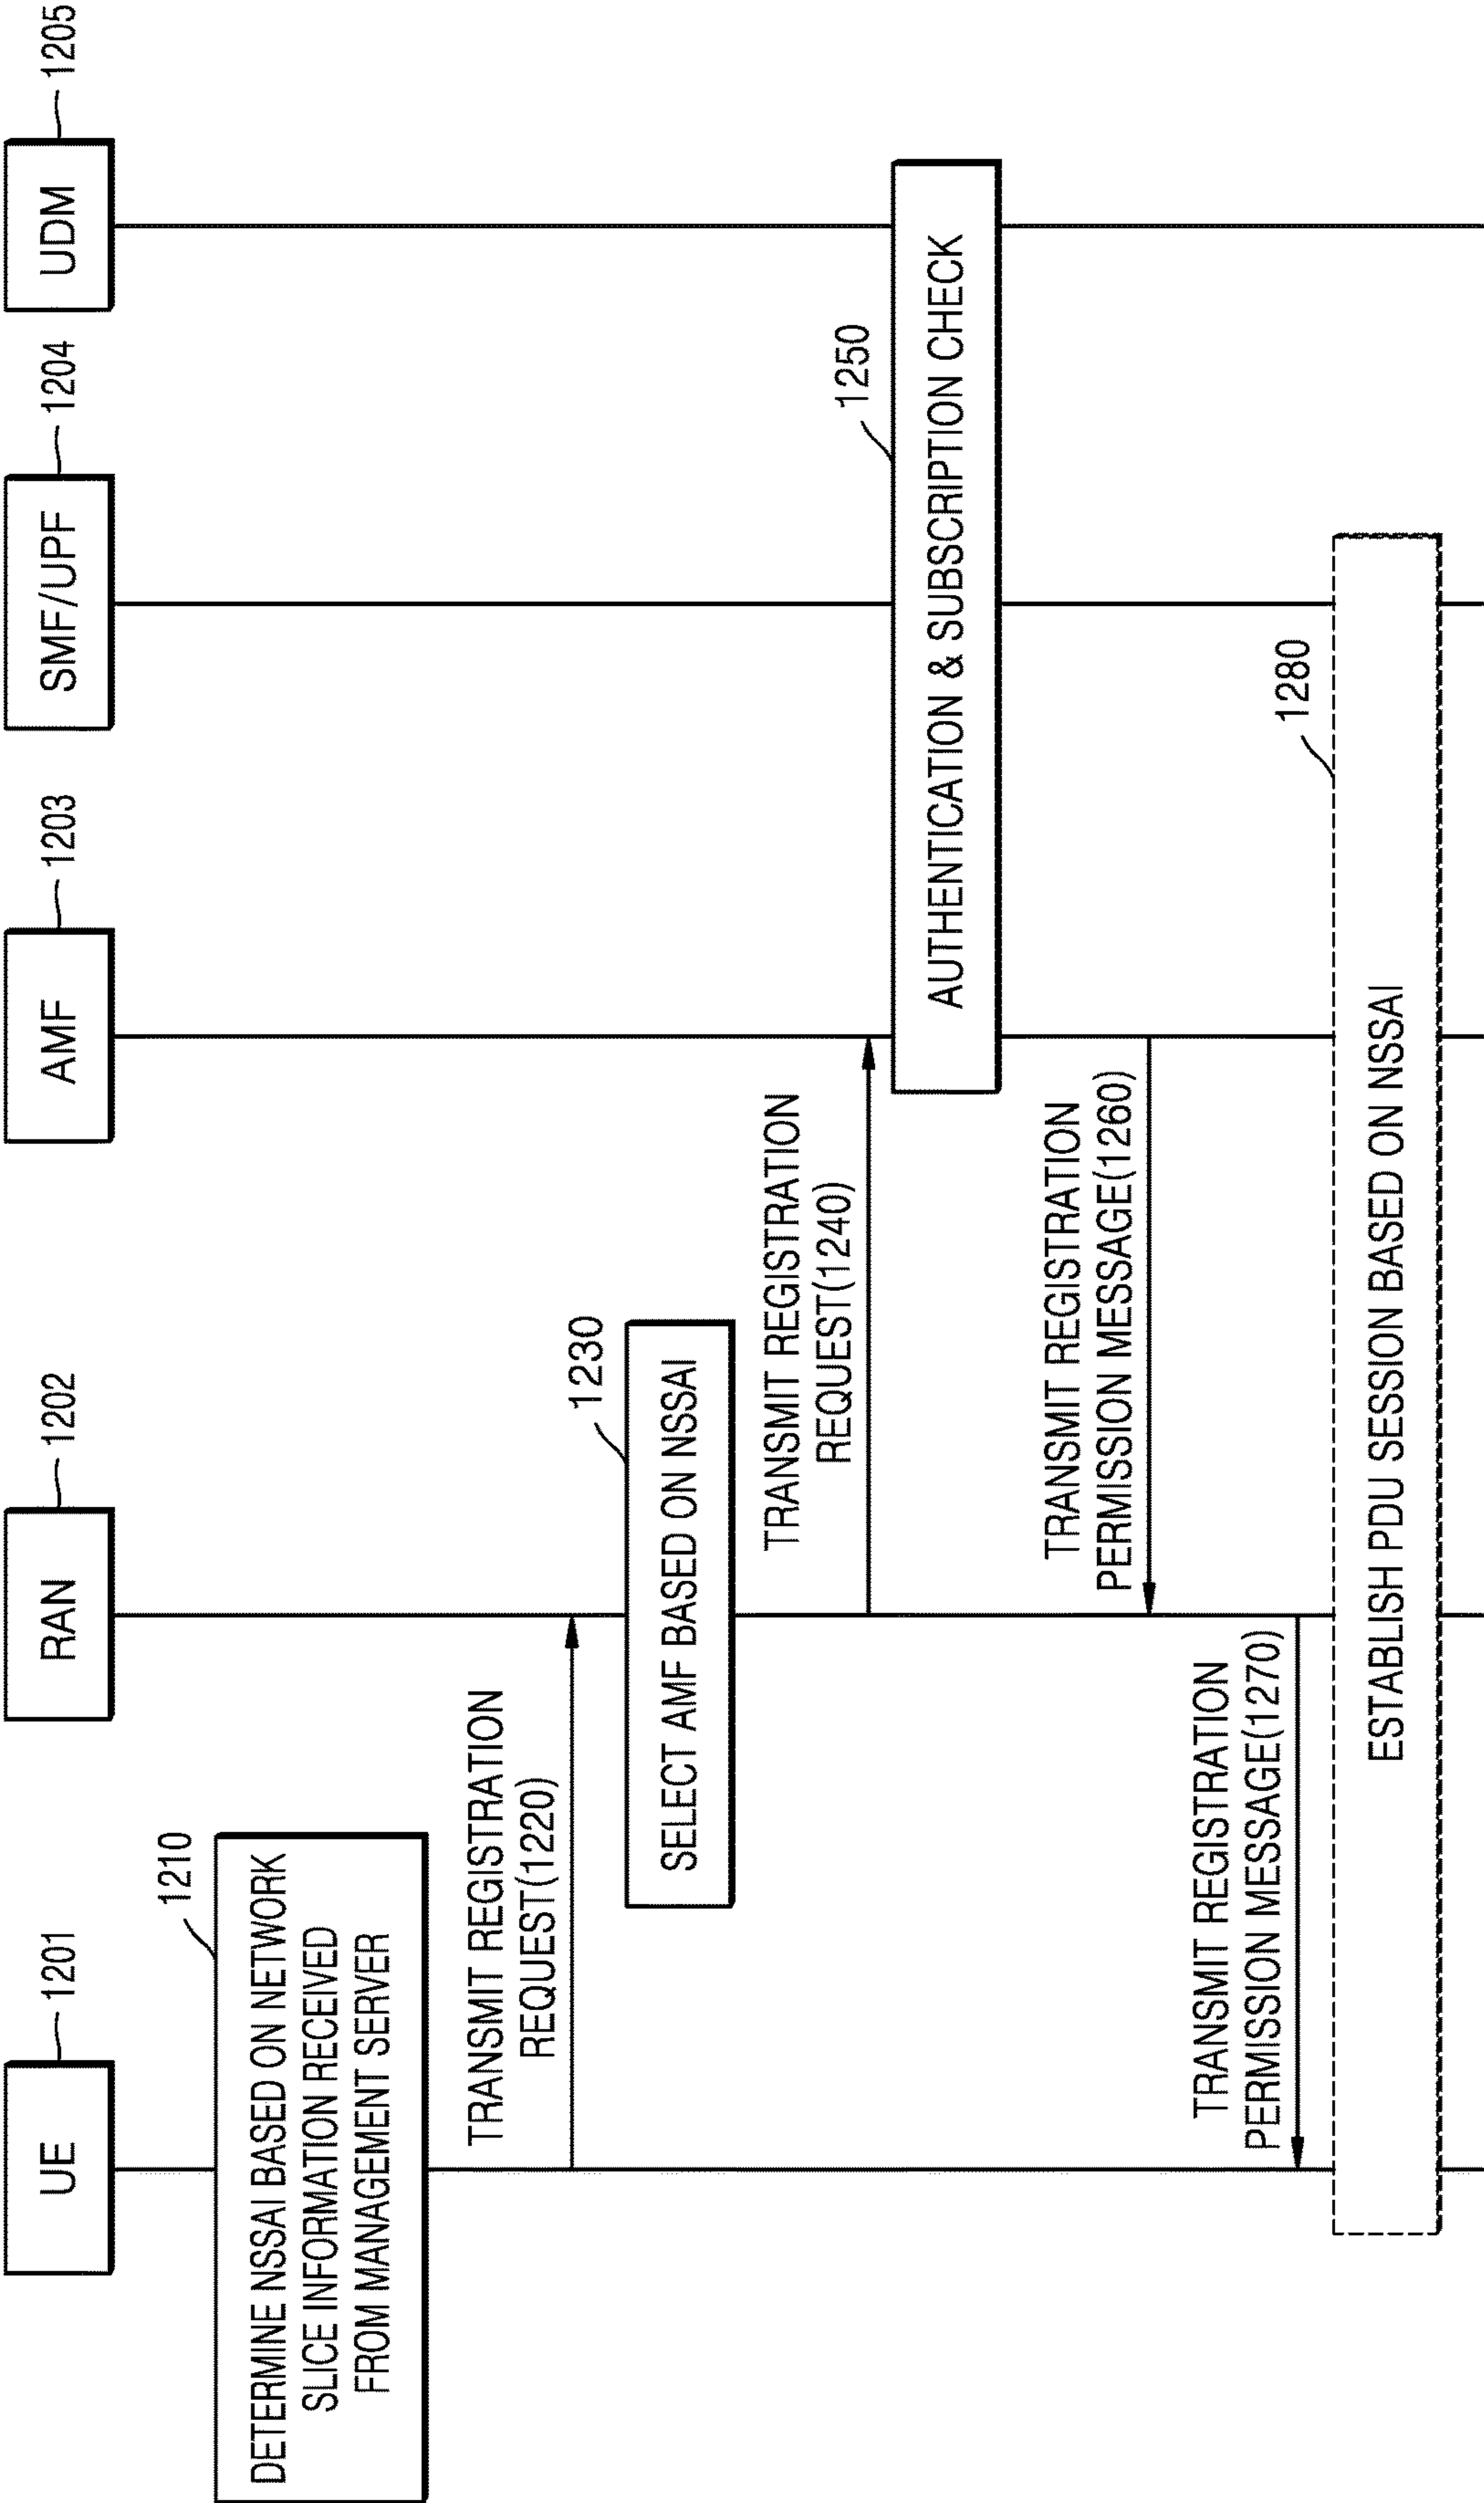 UE
1201
RAN
1202
AMF
1203
SMF/UPF
1204
UDM
1205
1210
DETERMINE NSSAI BASED ON NETWORK
SLICE INFORMATION RECEIVED
FROM MANAGEMENT SERVER
TRANSMIT REGISTRATION
REQUEST(1220)
1230
SELECT AMF BASED ON NSSAI
TRANSMIT REGISTRATION
REQUEST(1240)
1250
AUTHENTICATION & SUBSCRIPTION CHECK
TRANSMIT REGISTRATION
PERMISSION MESSAGE(1260)
TRANSMIT REGISTRATION
PERMISSION MESSAGE(1270)
1280
ESTABLISH PDU SESSION BASED ON NSSAI